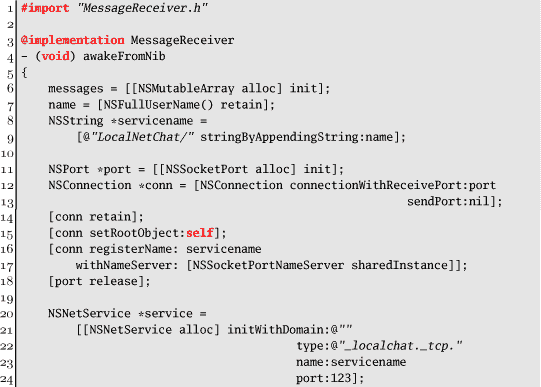 1 #import "MessageReceiver.h"
2
3 @implementation MessageReceiver
4 - (void) awakeFromNib
5 {
6     messages = [[NSMutableArray alloc] init];
7     name = [NSFullUserName() retain];
8     NSString *servicename =
9         [@"LocalNetChat/" stringByAppendingString:name];
10
11     NSPort *port = [[NSSocketPort alloc] init];
12     NSConnection *conn = [NSConnection connectionWithReceivePort:port
13                                                         sendPort:nil];
14     [conn retain];
15     [conn setRootObject:self];
16     [conn registerName: servicename
17         withNameServer: [NSSocketPortNameServer sharedInstance]];
18     [port release];
19
20     NSNetService *service =
21         [[NSNetService alloc] initWithDomain:@""
22                                         type:@"_localchat._tcp."
23                                         name:servicename
24                                         port:123];